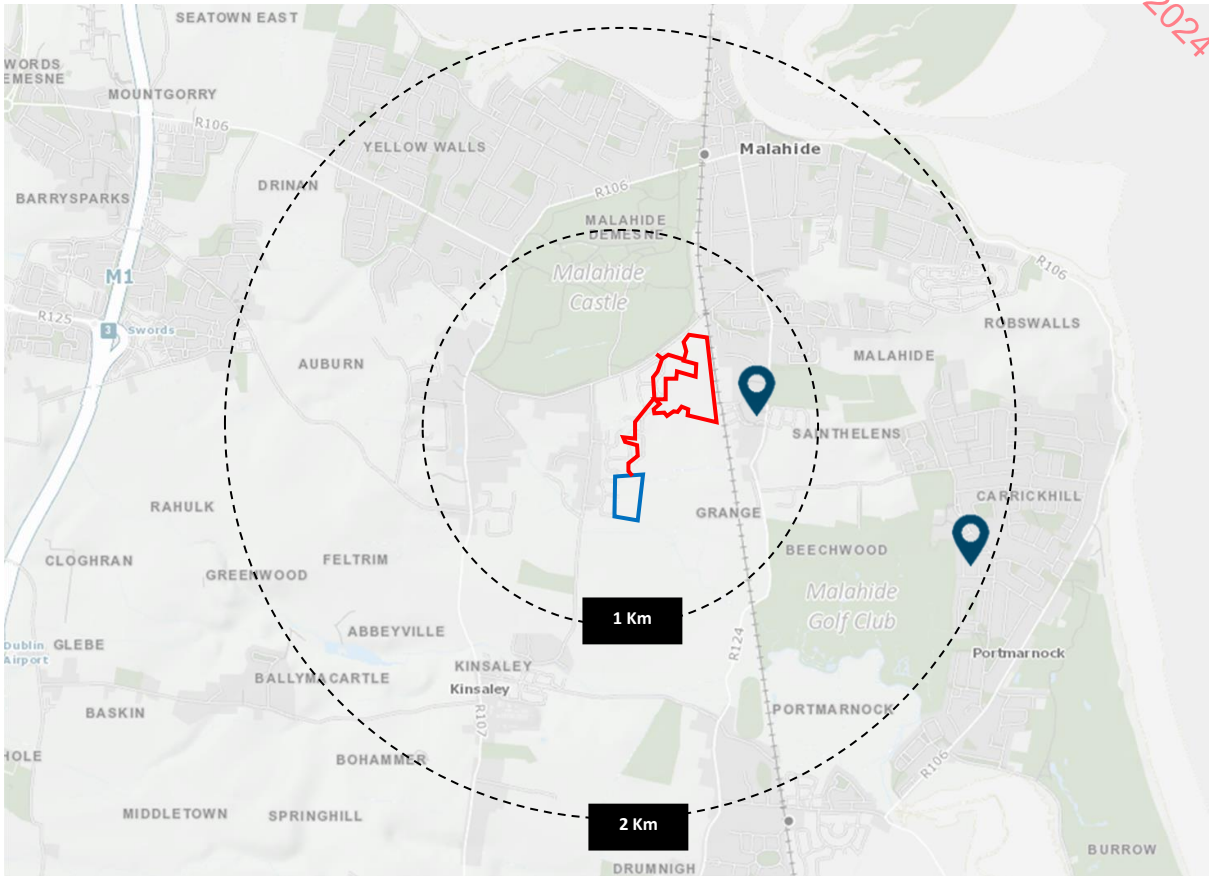 2024
SEATOWN EAST
WORDS
EMESNE
MOUNTGORRY
R106
YELLOW WALLS
Malahide
DRINAN
R106
BARRYSPARKS
MALAHIDE
DEMESNE
Malahide
Castle
M1
R106
R125
3
Swords
ROBSWALLS
AUBURN
MALAHIDE
SAINTHELENS
RAHULK
CARRICKHILL
GRANGE
CLOGHRAN
FELTRIM
BEECHWOOD
GREENWOOD
Malahide
Golf Club
1 Km
ABBEYVILLE
Dublin
Airport
GLEBE
R124
Portmarnock
KINSALEY
Kinsaley
BALLYMACARTLE
BASKIN
R107
PORTMARNOCK
HOLE
BOHAMMER
R106
MIDDLETOWN
SPRINGHILL
2 Km
BURROW
DRUMNIGH